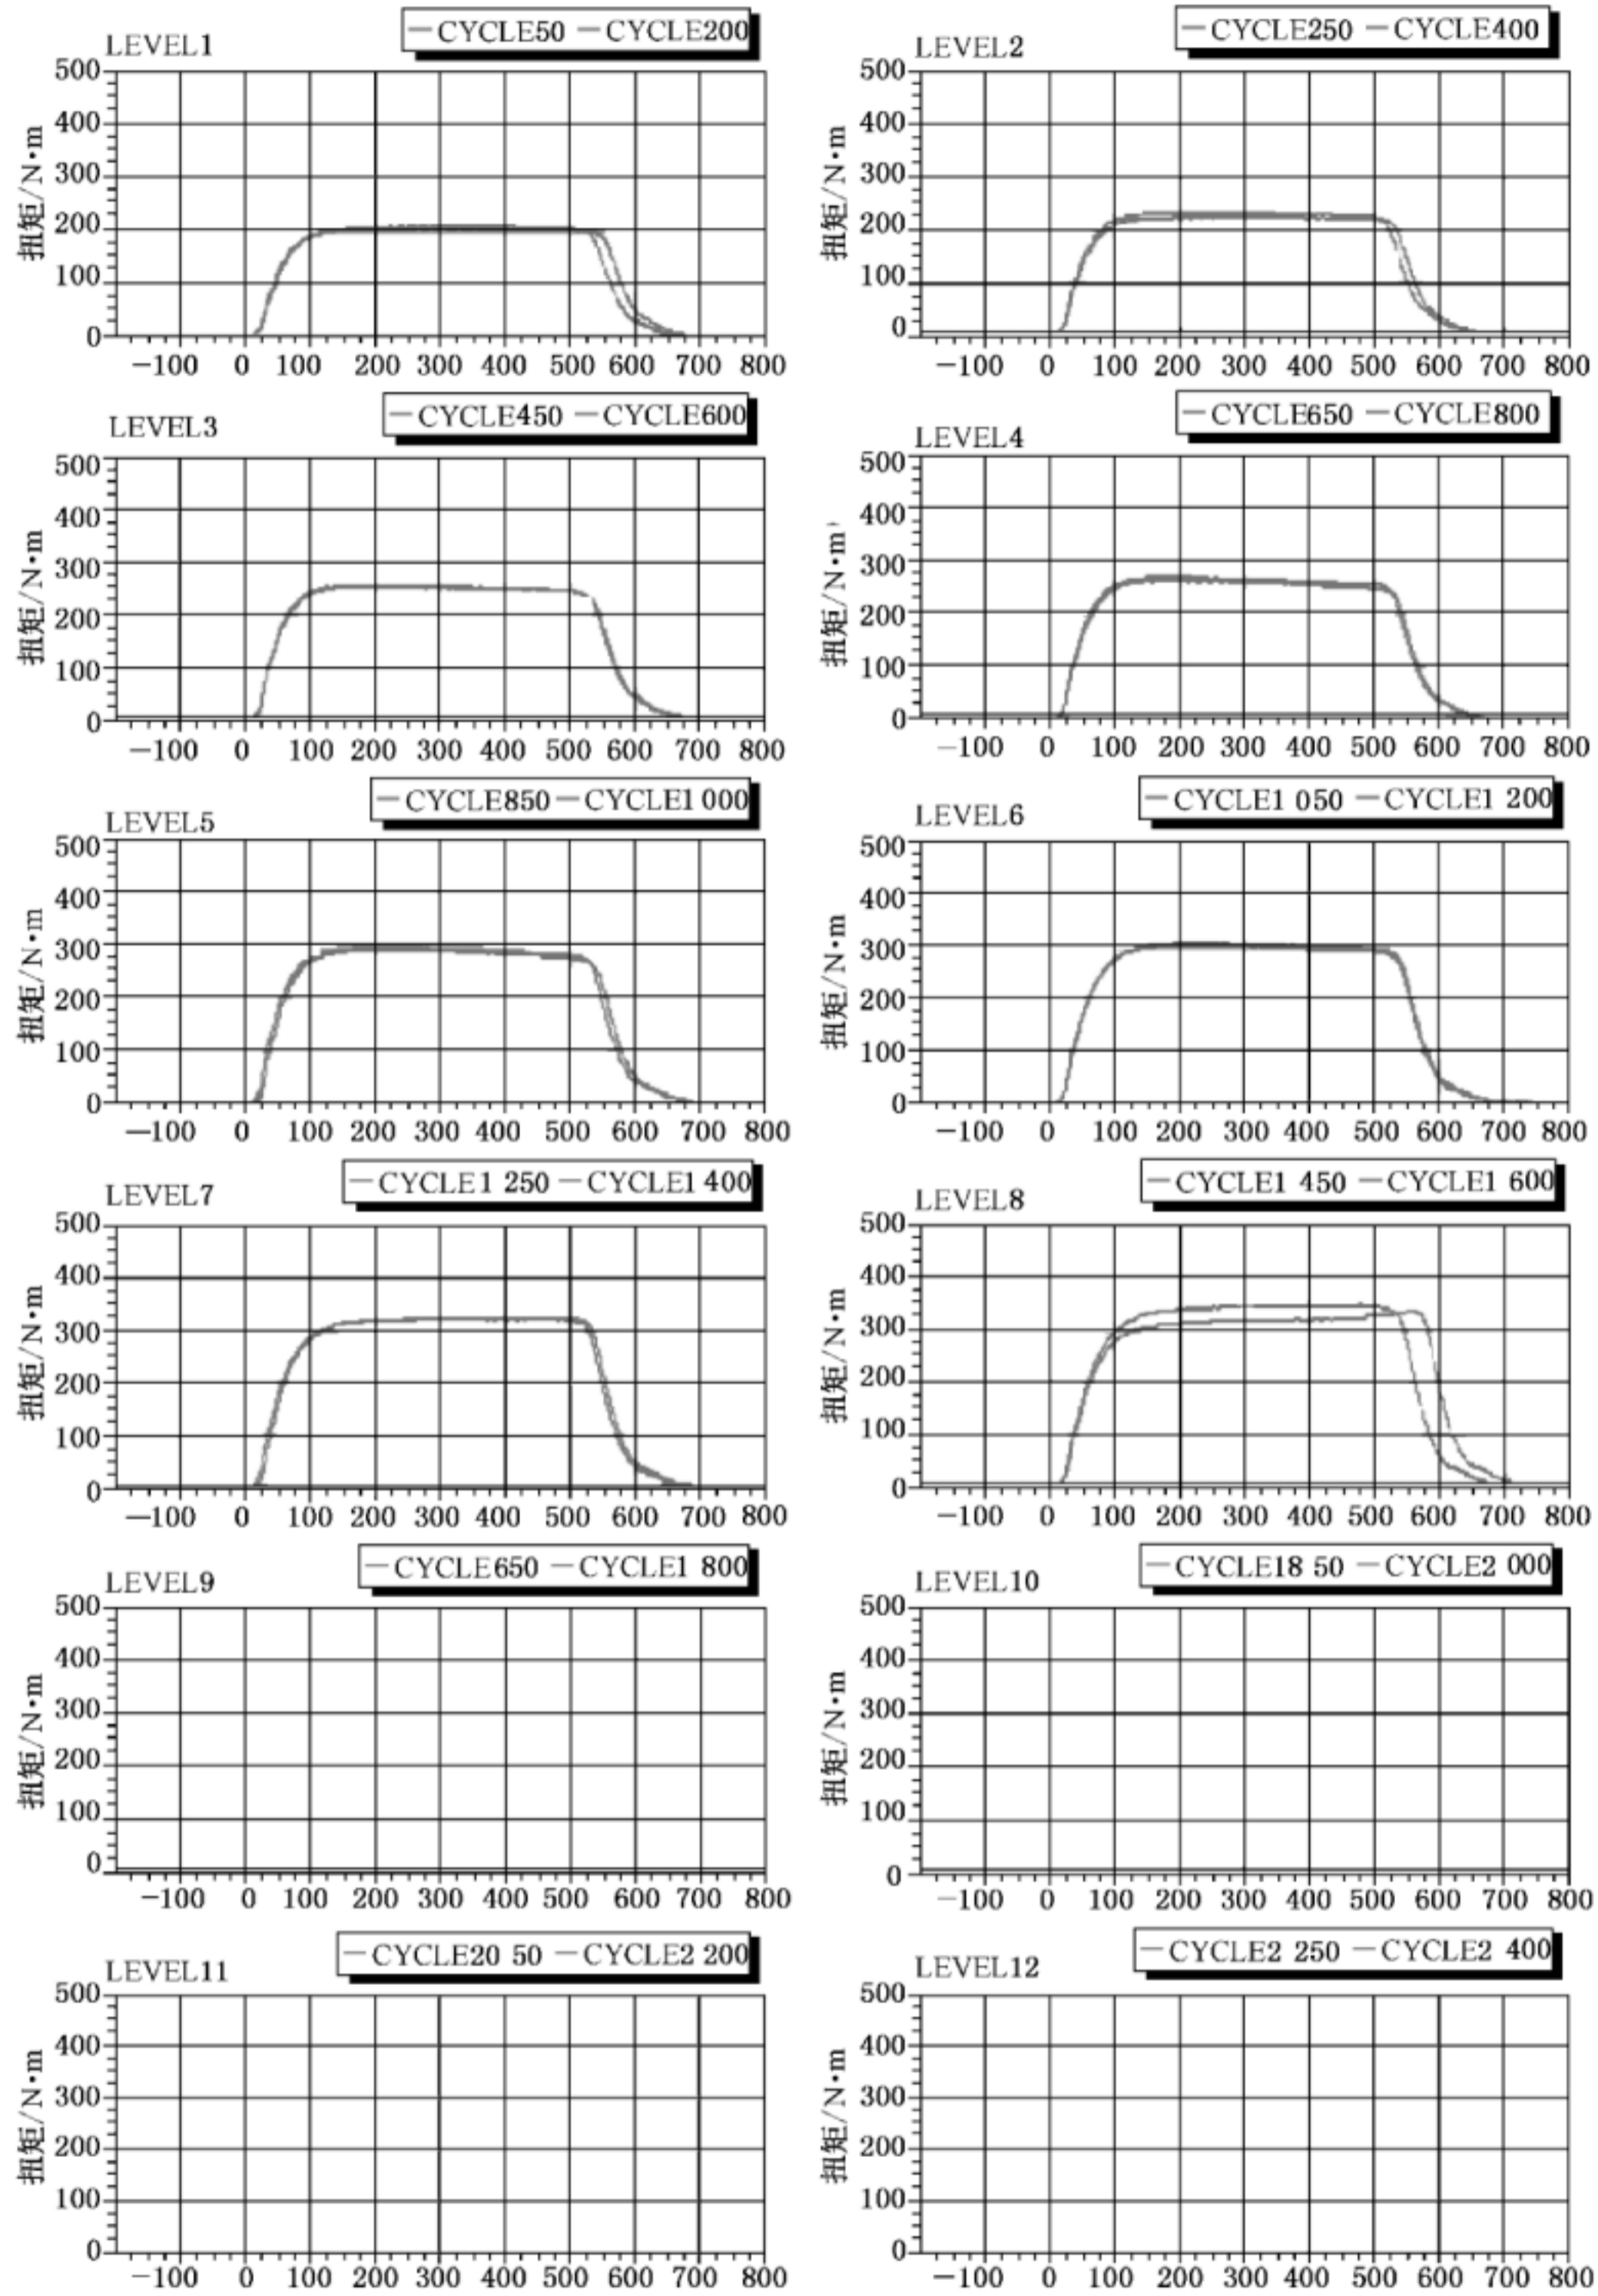 LEVEL1
CYCLE50 CYCLE200
500
400
300
200
100
0
扭矩/N•m
−100 0 100 200 300 400 500 600 700 800
LEVEL2
CYCLE250 CYCLE400
500
400
300
200
100
0
扭矩/N•m
−100 0 100 200 300 400 500 600 700 800
LEVEL3
CYCLE450 CYCLE600
500
400
300
200
100
0
扭矩/N•m
−100 0 100 200 300 400 500 600 700 800
LEVEL4
CYCLE650 CYCLE800
500
400
300
200
100
0
扭矩/N•m
−100 0 100 200 300 400 500 600 700 800
LEVEL5
CYCLE850 CYCLE1 000
500
400
300
200
100
0
扭矩/N•m
−100 0 100 200 300 400 500 600 700 800
LEVEL6
CYCLE1 050 CYCLE1 200
500
400
300
200
100
0
扭矩/N•m
−100 0 100 200 300 400 500 600 700 800
LEVEL7
CYCLE1 250 CYCLE1 400
500
400
300
200
100
0
扭矩/N•m
−100 0 100 200 300 400 500 600 700 800
LEVEL8
CYCLE1 450 CYCLE1 600
500
400
300
200
100
0
扭矩/N•m
−100 0 100 200 300 400 500 600 700 800
LEVEL9
CYCLE650 CYCLE1 800
500
400
300
200
100
0
扭矩/N•m
−100 0 100 200 300 400 500 600 700 800
LEVEL10
CYCLE18 50 CYCLE2 000
500
400
300
200
100
0
扭矩/N•m
−100 0 100 200 300 400 500 600 700 800
LEVEL11
CYCLE20 50 CYCLE2 200
500
400
300
200
100
0
扭矩/N•m
−100 0 100 200 300 400 500 600 700 800
LEVEL12
CYCLE2 250 CYCLE2 400
500
400
300
200
100
0
扭矩/N•m
−100 0 100 200 300 400 500 600 700 800